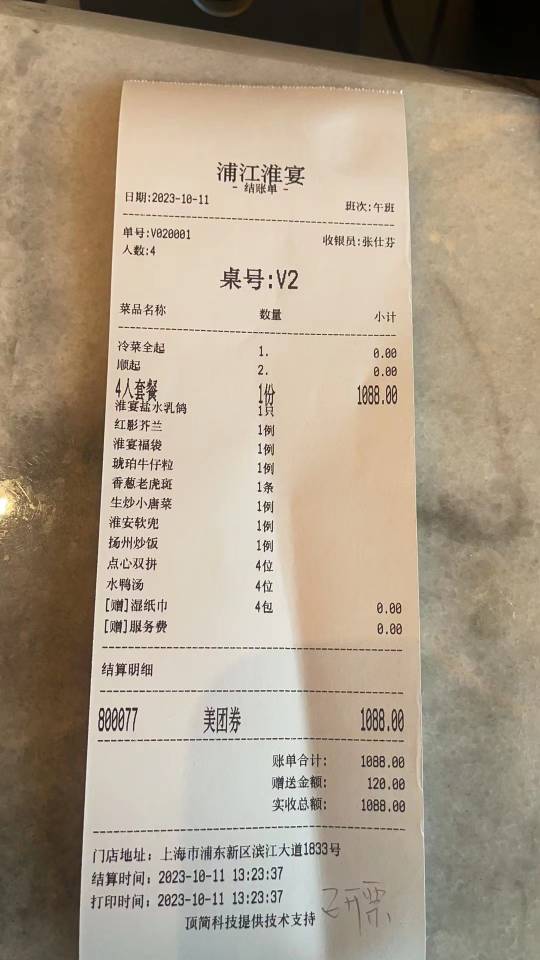 浦江淮宴
- 结账单 -
日期:2023-10-11 班次:午班
单号:V020001 收银员:张仕芬
人数:4
桌号:V2
菜品名称 数量 小计
冷菜全起 1. 0.00
顺起 2. 0.00
4人套餐 1份 1088.00
淮宴盐水乳鸽 1只
红影芥兰 1例
淮宴福袋 1例
琥珀牛仔粒 1例
香葱老虎斑 1条
生炒小唐菜 1例
淮安软兜 1例
扬州炒饭 1例
点心双拼 4位
水鸭汤 4位
[赠]湿纸巾 4包 0.00
[赠]服务费 0.00
结算明细
800077 美团券 1088.00
账单合计: 1088.00
赠送金额: 120.00
实收总额: 1088.00
门店地址: 上海市浦东新区滨江大道1833号
结算时间: 2023-10-11 13:23:37
打印时间: 2023-10-11 13:23:37
顶简科技提供技术支持
已开票